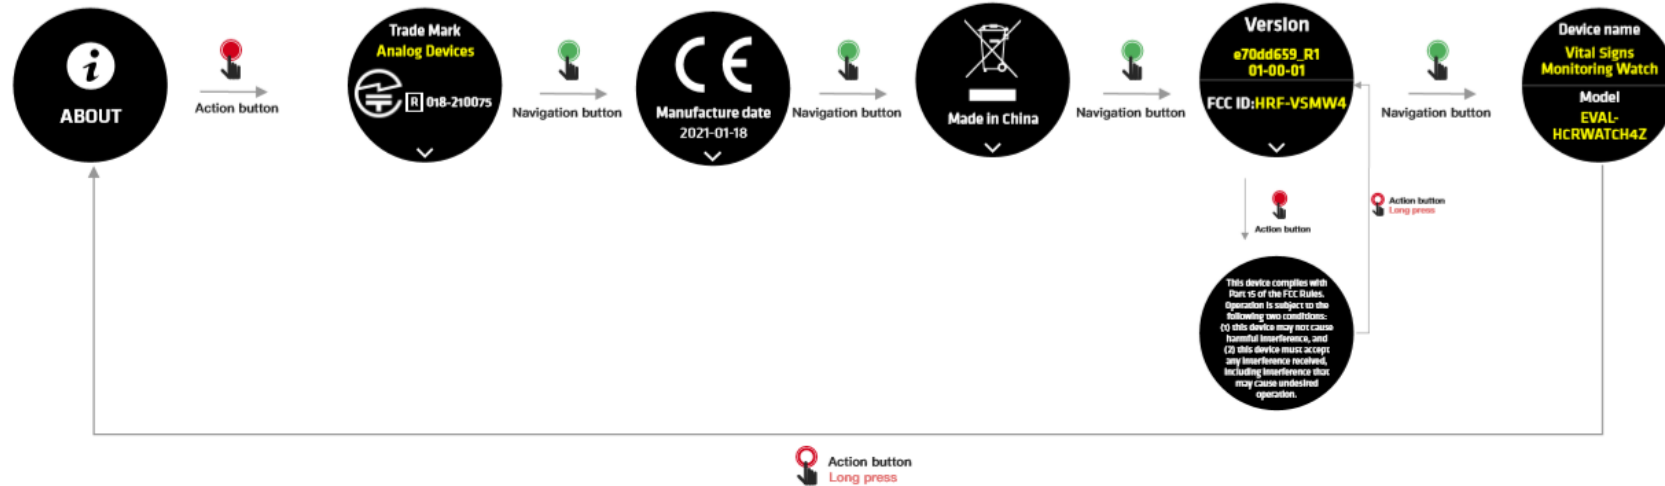 i
ABOUT
Action button
Trade Mark
Analog Devices
R 018-210075
Navigation button
CE
Manufacture date
2021-01-18
Navigation button
Made in China
Navigation button
Version
e70dd659_R1
01-00-01
FCC ID:HRF-VSMW4
Navigation button
Device name
Vital Signs
Monitoring Watch
Model
EVAL-
HCRWATCH4Z
Action button
Action button
Long press
This device complies with
Part 15 of the FCC Rules.
Operation is subject to the
following two conditions:
(1) this device may not cause
harmful interference, and
(2) this device must accept
any interference received,
including interference that
may cause undesired
operation.
Action button
Long press